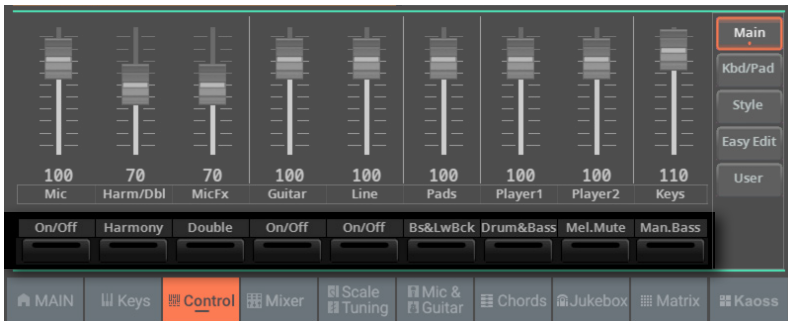 Main
Kbd/Pad
Style
Easy Edit
User
100 70 70 100 100 100 100 100 110
Mic Harm/Dbl MicFx Guitar Line Pads Player1 Player2 Keys
On/Off Harmony Double On/Off On/Off Bs&LwBck Drum&Bass Mel.Mute Man.Bass
MAIN Keys Control Mixer Scale Tuning Mic & Guitar Chords Jukebox Matrix Kaoss